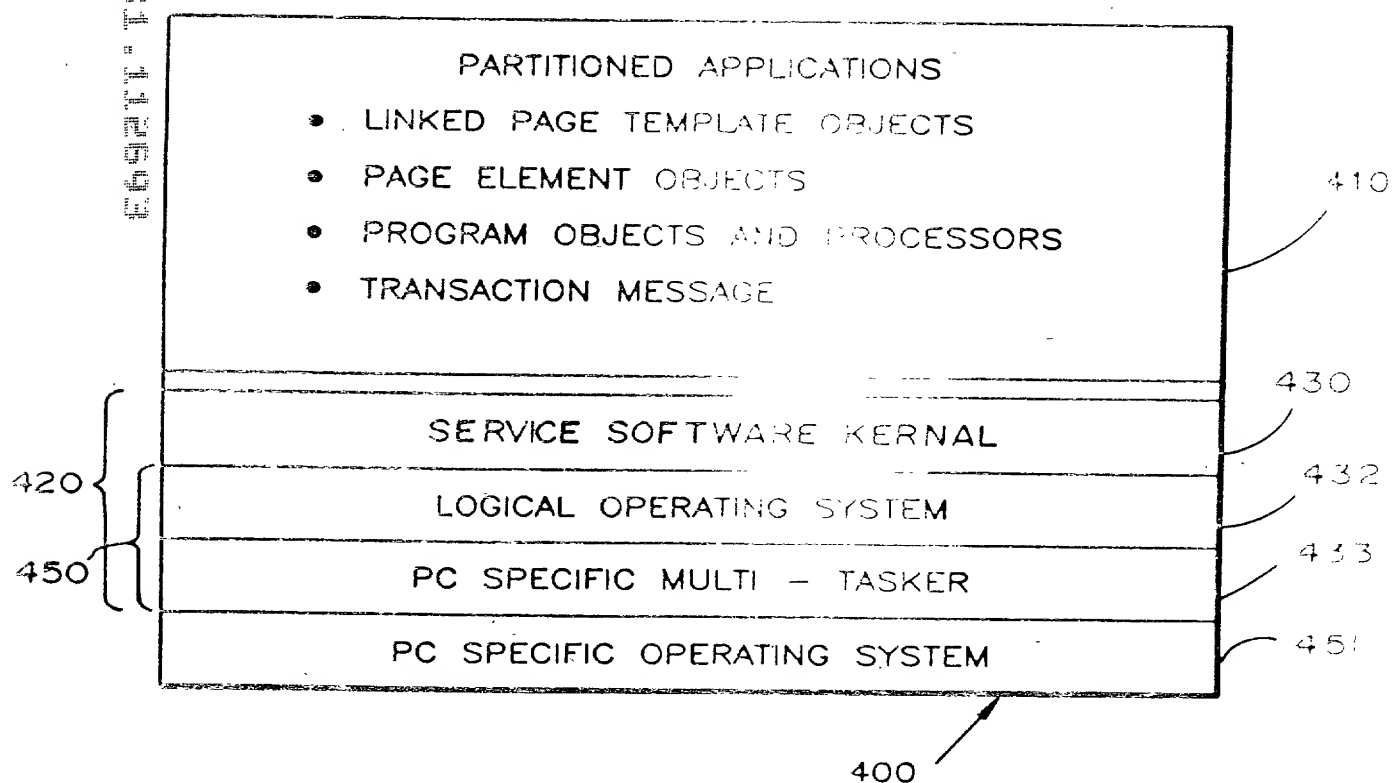 PARTITIONED APPLICATIONS
• LINKED PAGE TEMPLATE OBJECTS
• PAGE ELEMENT OBJECTS
• PROGRAM OBJECTS AND PROCESSORS
• TRANSACTION MESSAGE
410
430
SERVICE SOFTWARE KERNAL
420
432
LOGICAL OPERATING SYSTEM
433
450
PC SPECIFIC MULTI - TASKER
PC SPECIFIC OPERATING SYSTEM
451
400